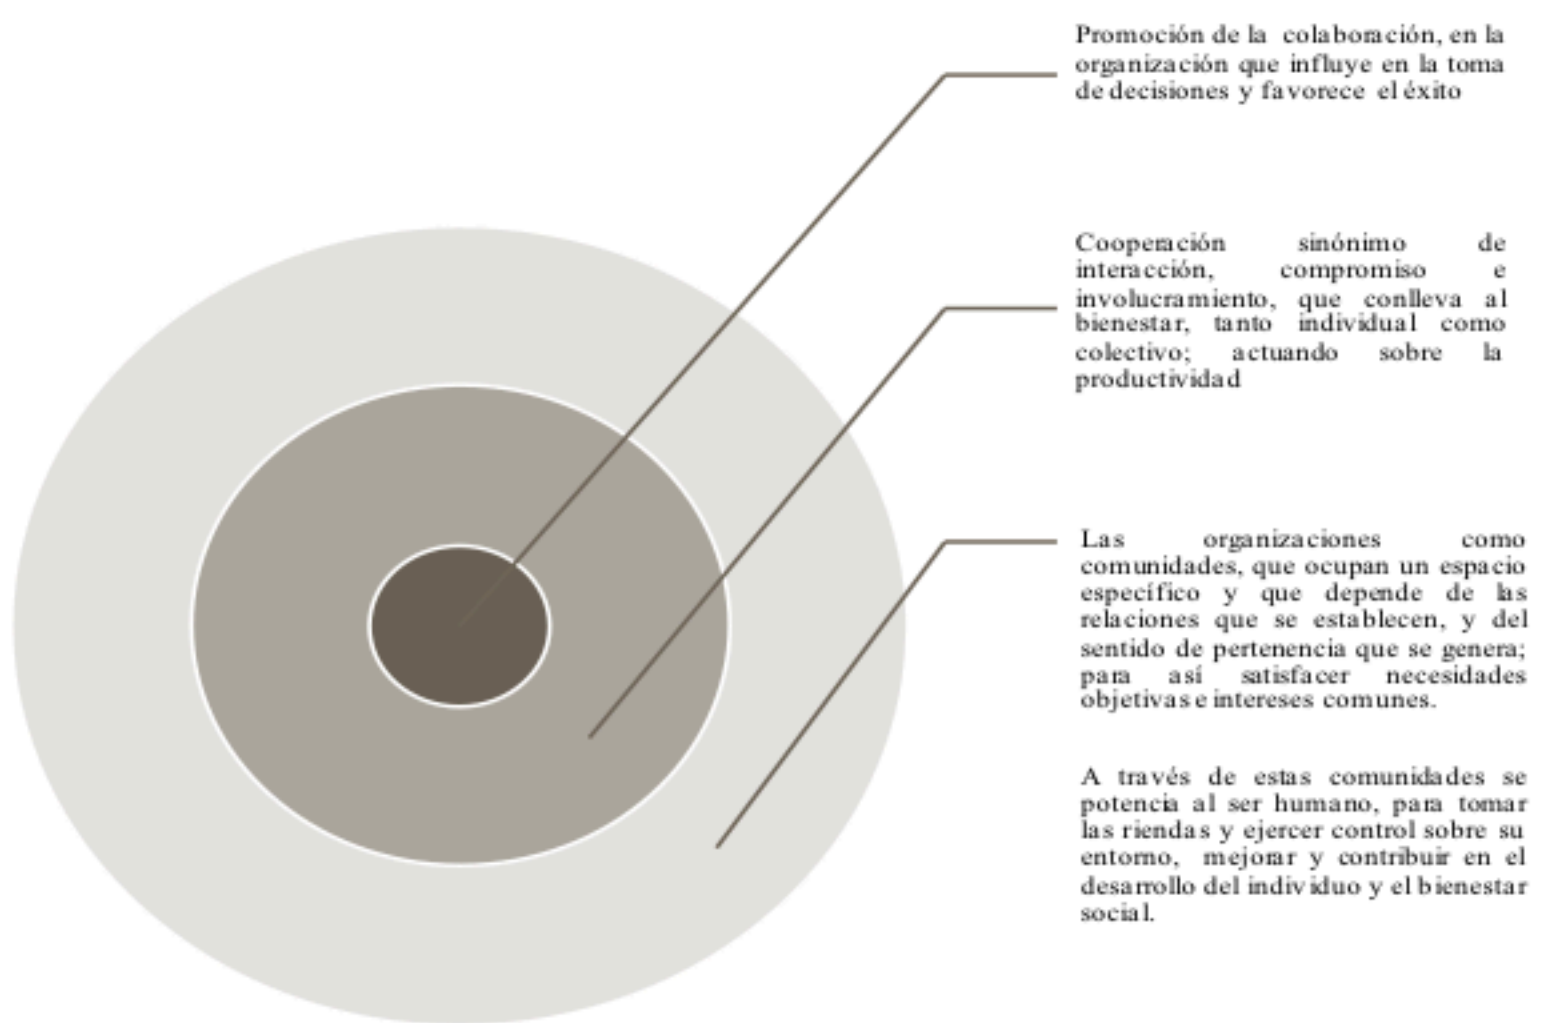 Promoción de la colaboración, en la
organización que influye en la toma
de decisiones y favorece el éxito
Cooperación sinónimo de
interacción, compromiso e
involucramiento, que conlleva al
bienestar, tanto individual como
colectivo; actuando sobre la
productividad
Las organizaciones como
comunidades, que ocupan un espacio
específico y que depende de las
relaciones que se establecen, y del
sentido de pertenencia que se genera;
para así satisfacer necesidades
objetivas e intereses comunes.
A través de estas comunidades se
potencia al ser humano, para tomar
las riendas y ejercer control sobre su
entorno, mejorar y contribuir en el
desarrollo del individuo y el bienestar
social.